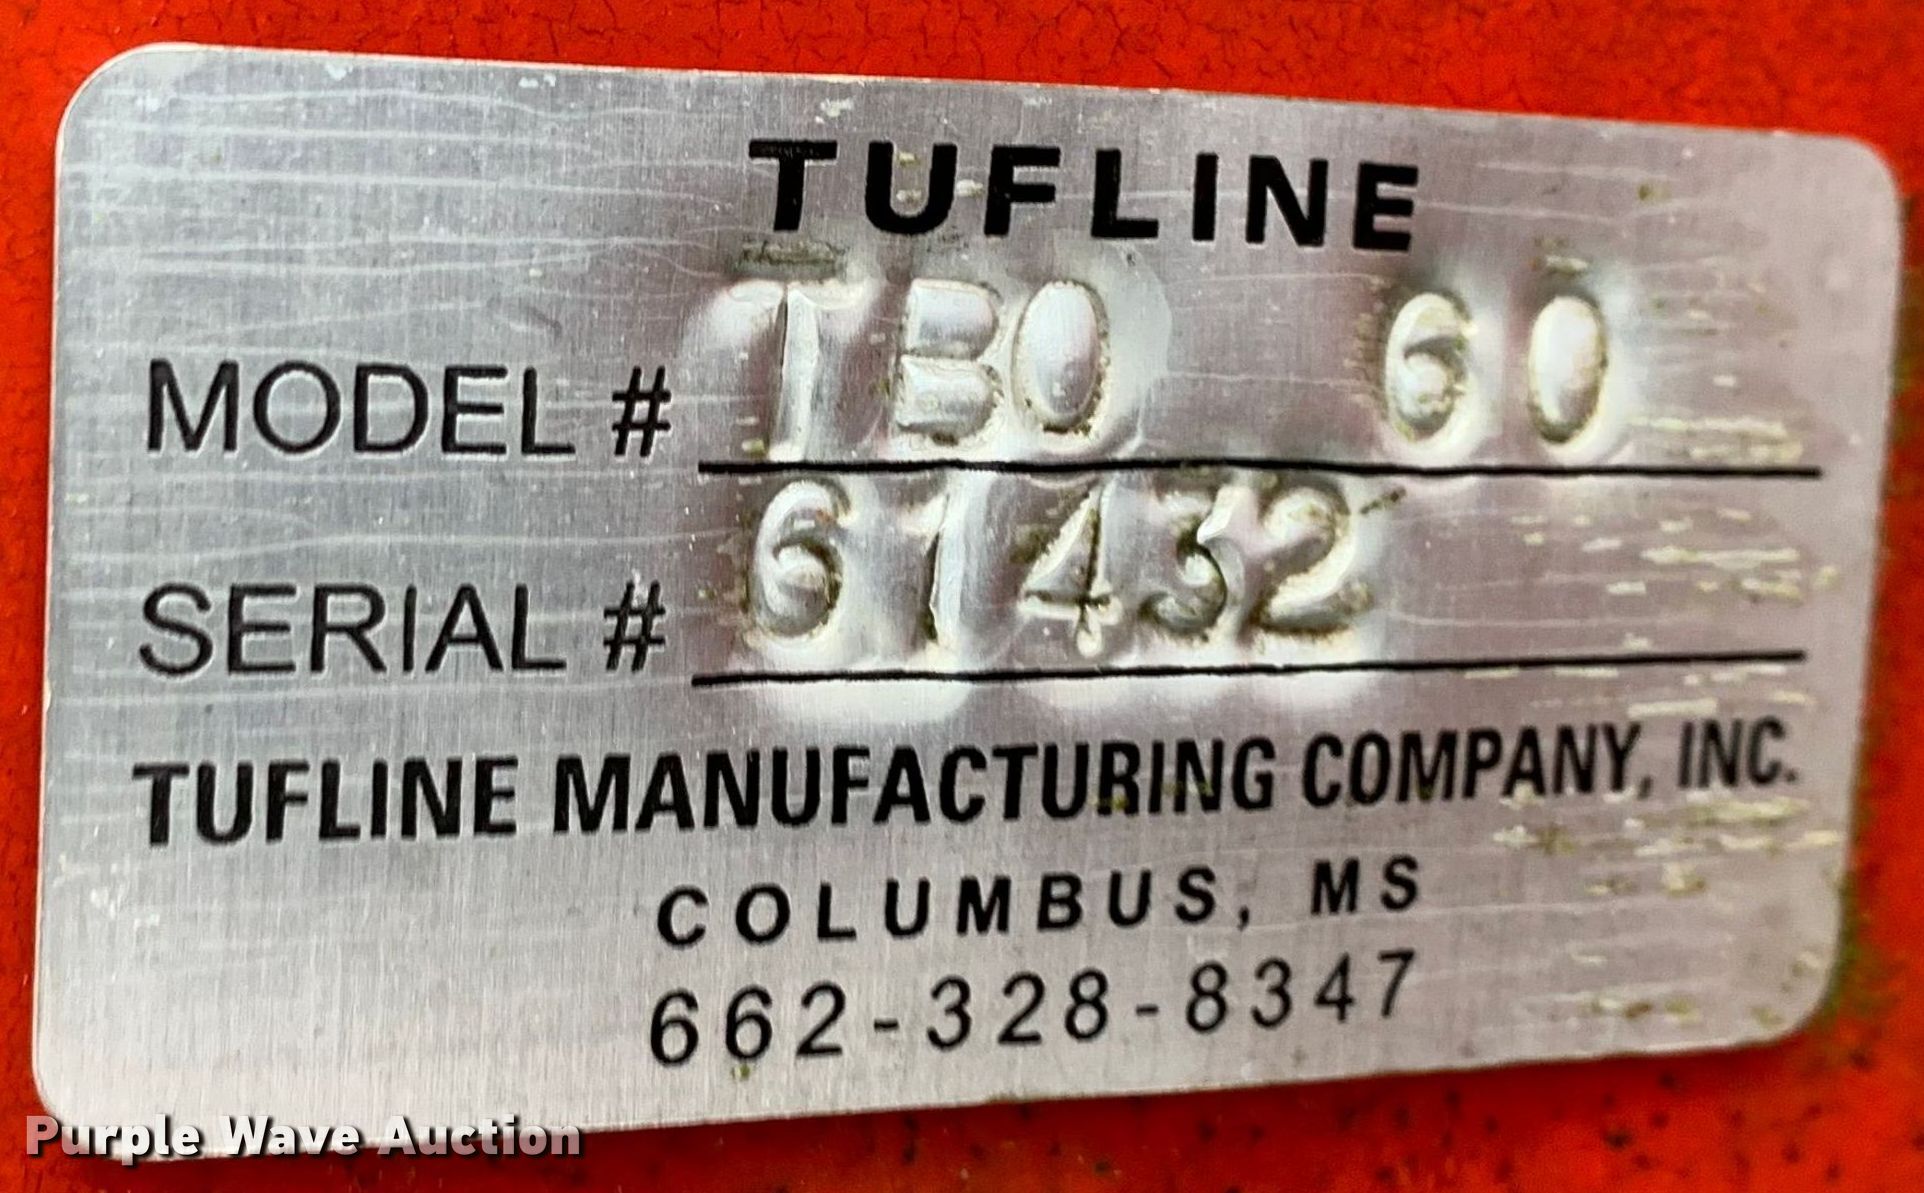 TUFLINE
MODEL # TBO 60
SERIAL # 61432
TUFLINE MANUFACTURING COMPANY, INC.
COLUMBUS, MS
662-328-8347
Purple Wave Auction